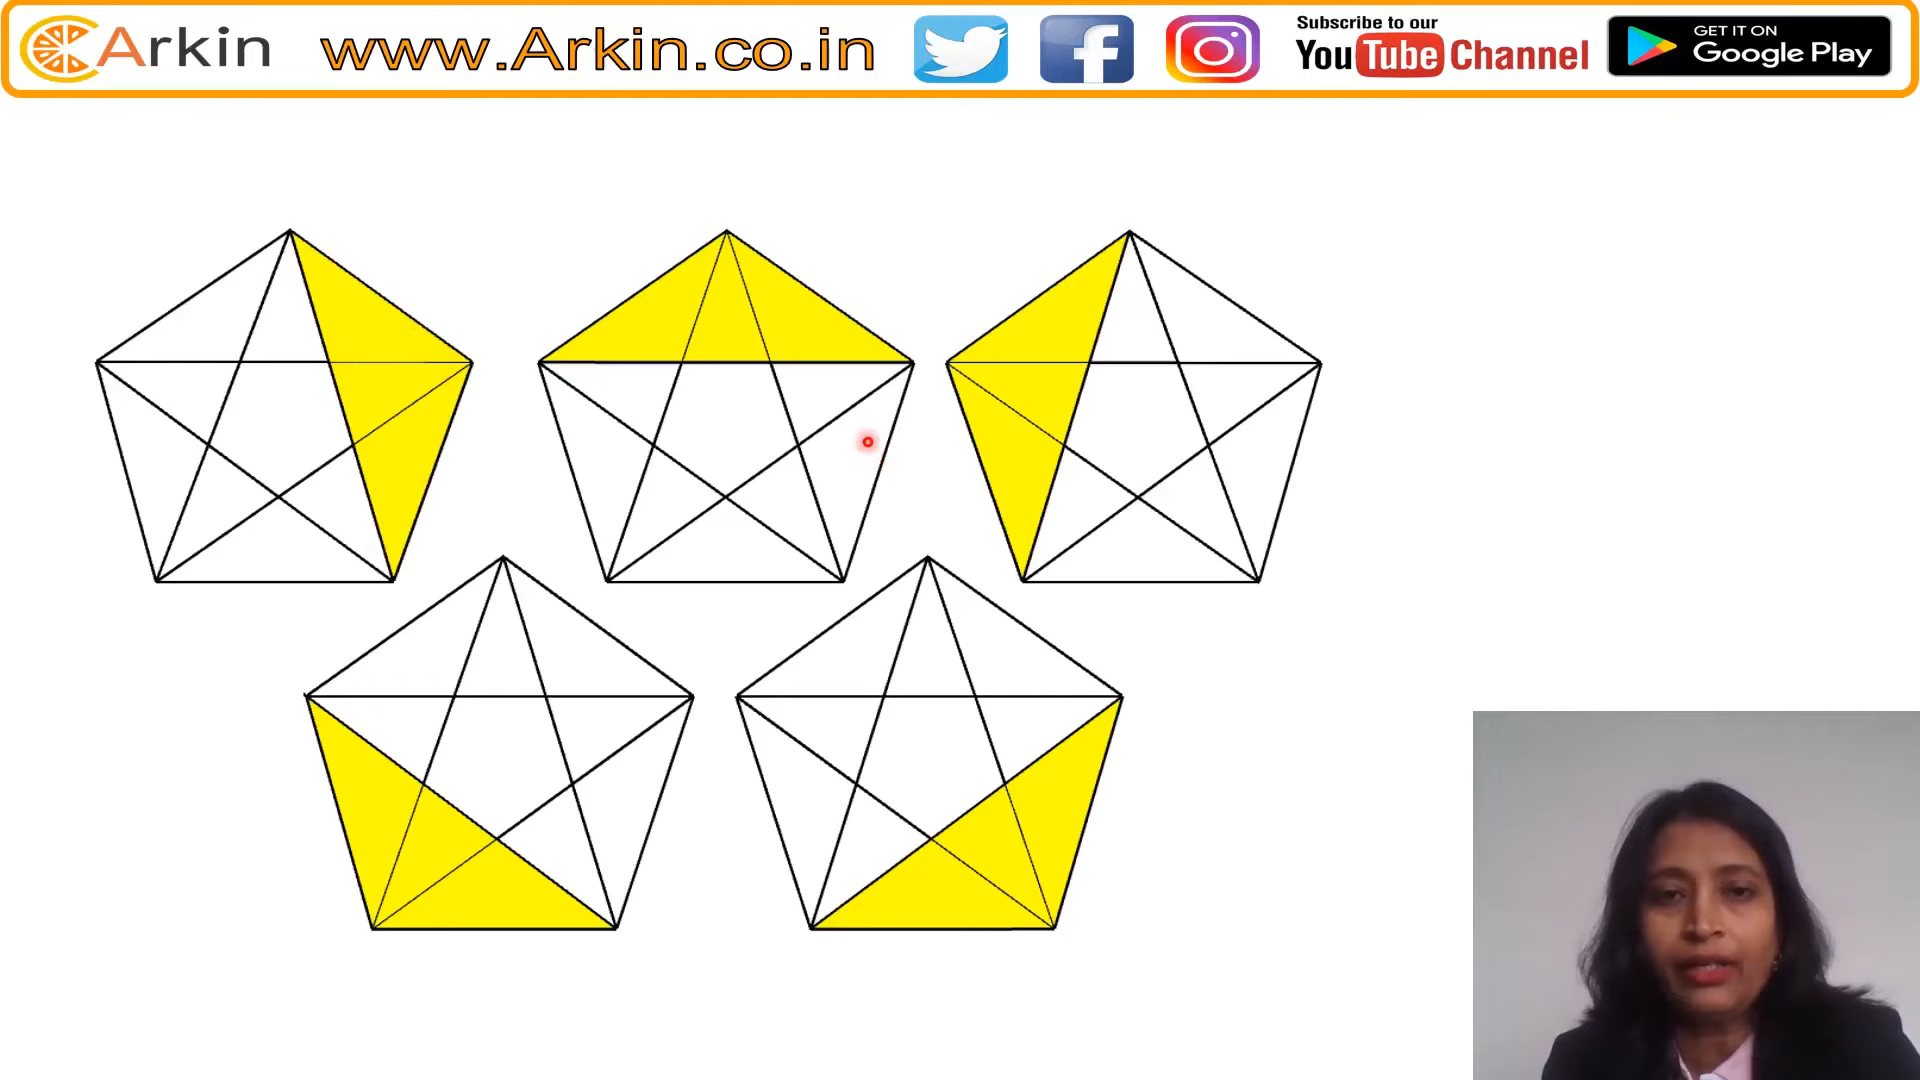 Arkin
www.Arkin.co.in
Subscribe to our
YouTube Channel
GET IT ON
Google Play